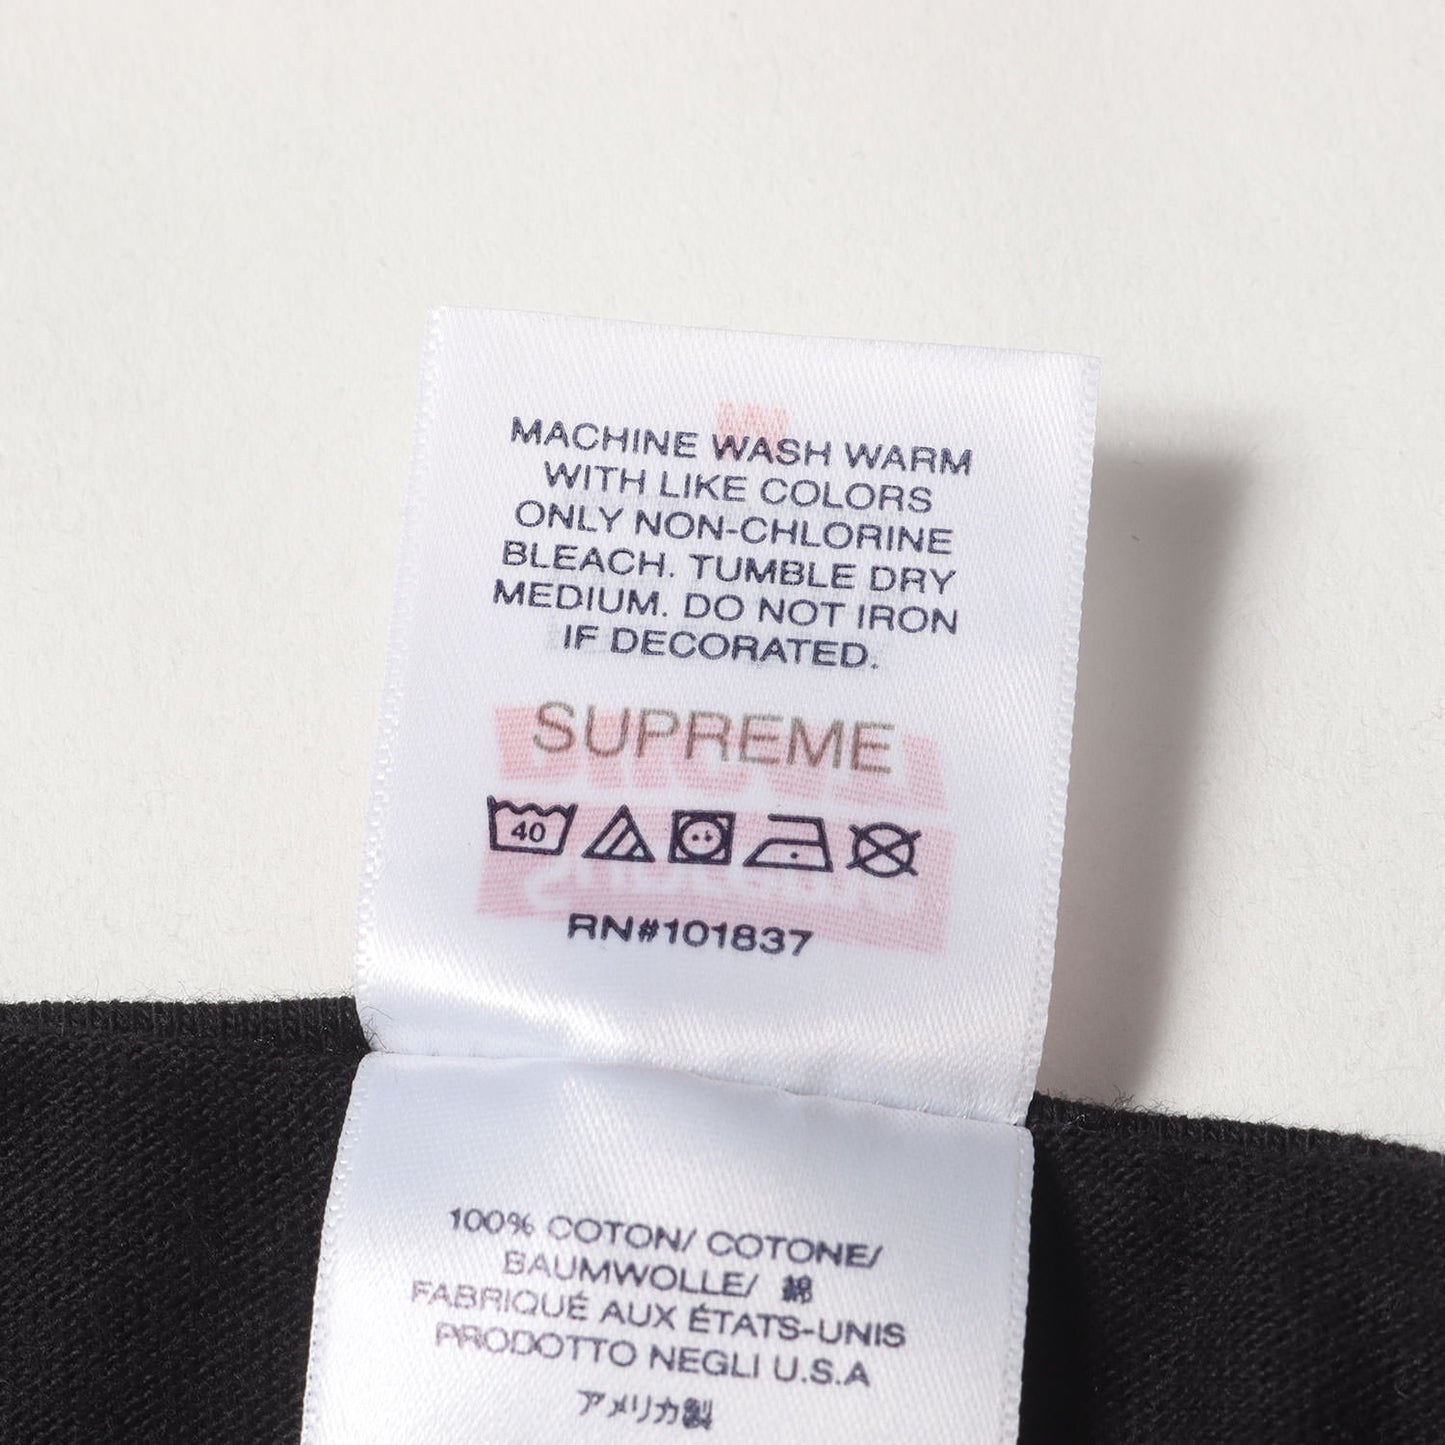 MACHINE WASH WARM
WITH LIKE COLORS
ONLY NON-CHLORINE
BLEACH. TUMBLE DRY
MEDIUM. DO NOT IRON
IF DECORATED.
SUPREME
40
RN#101837
100% COTON/ COTONE/
BAUMWOLLE/ 綿
FABRIQUÉ AUX ÉTATS-UNIS
PRODOTTO NEGLI U.S.A
アメリカ製